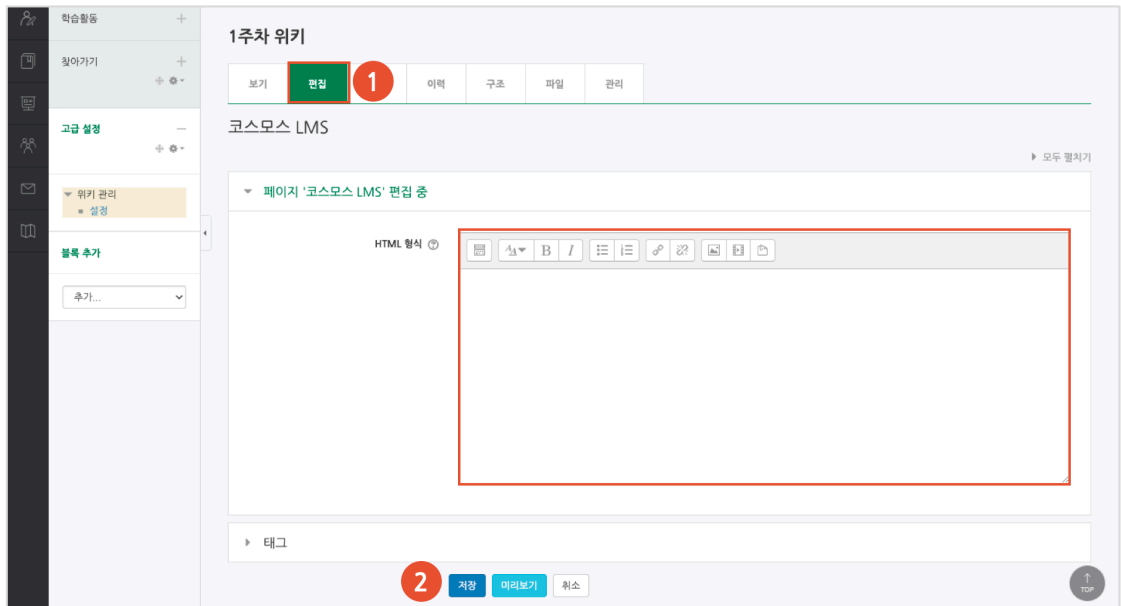 학습활동
찾아가기
고급 설정
위키 관리
설정
블록 추가
추가...
1주차 위키
보기 편집 1 이력 구조 파일 관리
코스모스 LMS
모두 펼치기
페이지 '코스모스 LMS' 편집 중
HTML 형식
B I
태그
2 저장 미리보기 취소
TOP